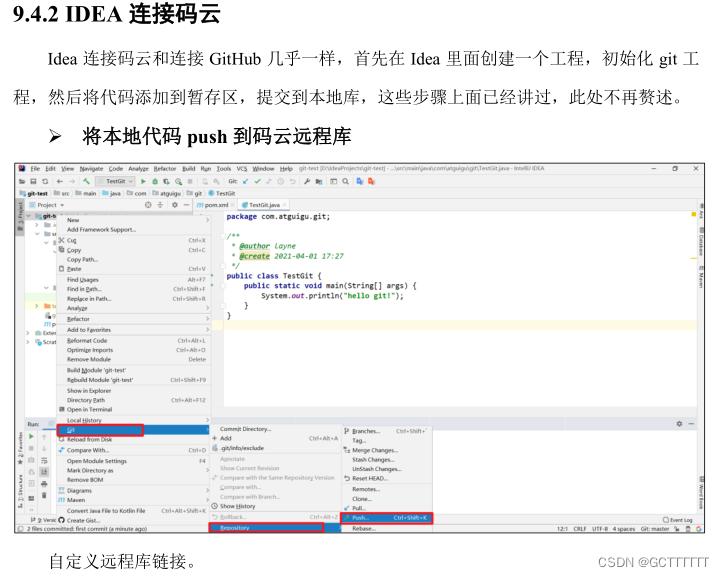 9.4.2 IDEA 连接码云
Idea 连接码云和连接 GitHub 几乎一样，首先在 Idea 里面创建一个工程，初始化 git 工
程，然后将代码添加到暂存区，提交到本地库，这些步骤上面已经讲过，此处不再赘述。
➢ 将本地代码 push 到码云远程库
File Edit View Navigate Code Analyze Refactor Build Run Tools VCS Window Help git-test [D:\IdeaProjects\git-test] - ...\src\main\java\com\atguigu\git\TestGit.java - IntelliJ IDEA
TestGit Git:
git-test src main java com atguigu git TestGit
Project pom.xml TestGit.java
New
Add Framework Support...
Cut Ctrl+X
Copy Ctrl+C
Copy Path...
Paste Ctrl+V
Find Usages Alt+F7
Find in Path... Ctrl+Shift+F
Replace in Path... Ctrl+Shift+R
Analyze
Refactor
Add to Favorites
Reformat Code Ctrl+Alt+L
Optimize Imports Ctrl+Alt+O
Remove Module Delete
Build Module 'git-test'
Rebuild Module 'git-test' Ctrl+Shift+F9
Show in Explorer
Directory Path Ctrl+Alt+F12
Open in Terminal
Local History
Git
Reload from Disk
Compare With... Ctrl+D
Open Module Settings F4
Mark Directory as
Remove BOM
Diagrams
Maven
Convert Java File to Kotlin File Ctrl+Alt+Shift+K
Create Gist...
package com.atguigu.git;
/**
* @author Layne
* @create 2021-04-01 17:27
*/
public class TestGit {
public static void main(String[] args) {
System.out.println("hello git!");
}
}
Commit Directory...
Add Ctrl+Alt+A
.git/info/exclude
Annotate
Show Current Revision
Compare with the Same Repository Version
Compare with...
Compare with Branch...
Show History
Rollback... Ctrl+Alt+Z
Repository
Branches... Ctrl+Shift+`
Tag...
Merge Changes...
Stash Changes...
UnStash Changes...
Reset HEAD...
Remotes...
Clone...
Pull...
Push... Ctrl+Shift+K
Rebase...
Run:
Event Log
2 files committed: first commit (a minute ago) 12:1 CRLF UTF-8 4 spaces Git: master
自定义远程库链接。
CSDN @GCTTTTTT